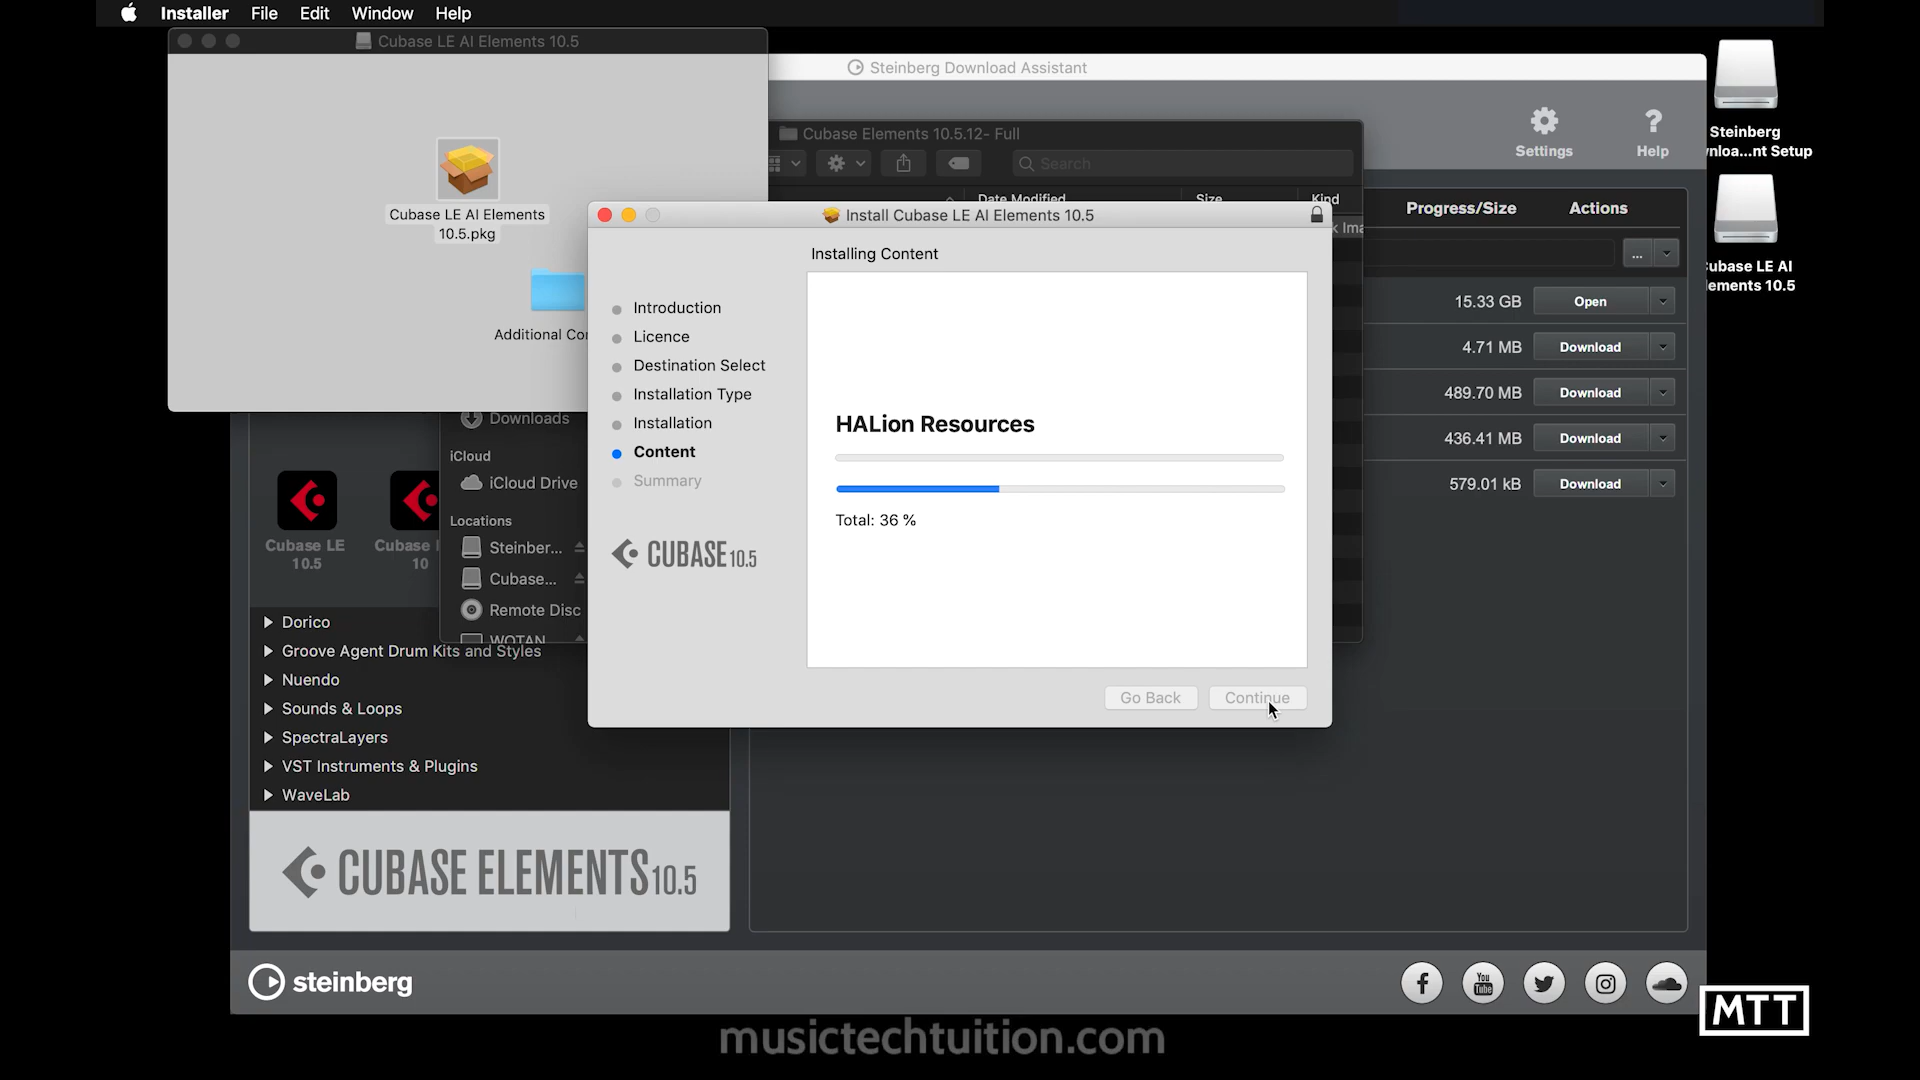 Installer File Edit Window Help
Cubase LE AI Elements 10.5
Steinberg Download Assistant
Cubase LE AI Elements
10.5.pkg
Additional Co
Cubase Elements 10.5.12- Full
Search
Date Modified Size Kind
Settings
Help
Steinberg
nloa...nt Setup
ubase LE AI
lements 10.5
Progress/Size Actions
...
15.33 GB Open
4.71 MB Download
489.70 MB Download
436.41 MB Download
579.01 kB Download
Install Cubase LE AI Elements 10.5
Installing Content
Introduction
Licence
Destination Select
Installation Type
Installation
Content
Summary
CUBASE 10.5
HALion Resources
Total: 36 %
Go Back Continue
Downloads
iCloud
iCloud Drive
Locations
Steinber...
Cubase...
Remote Disc
WOTAN
Cubase LE
10.5
Cubase
10
Dorico
Groove Agent Drum Kits and Styles
Nuendo
Sounds & Loops
SpectraLayers
VST Instruments & Plugins
WaveLab
CUBASE ELEMENTS 10.5
steinberg
You
Tube
MTT
musictechtuition.com